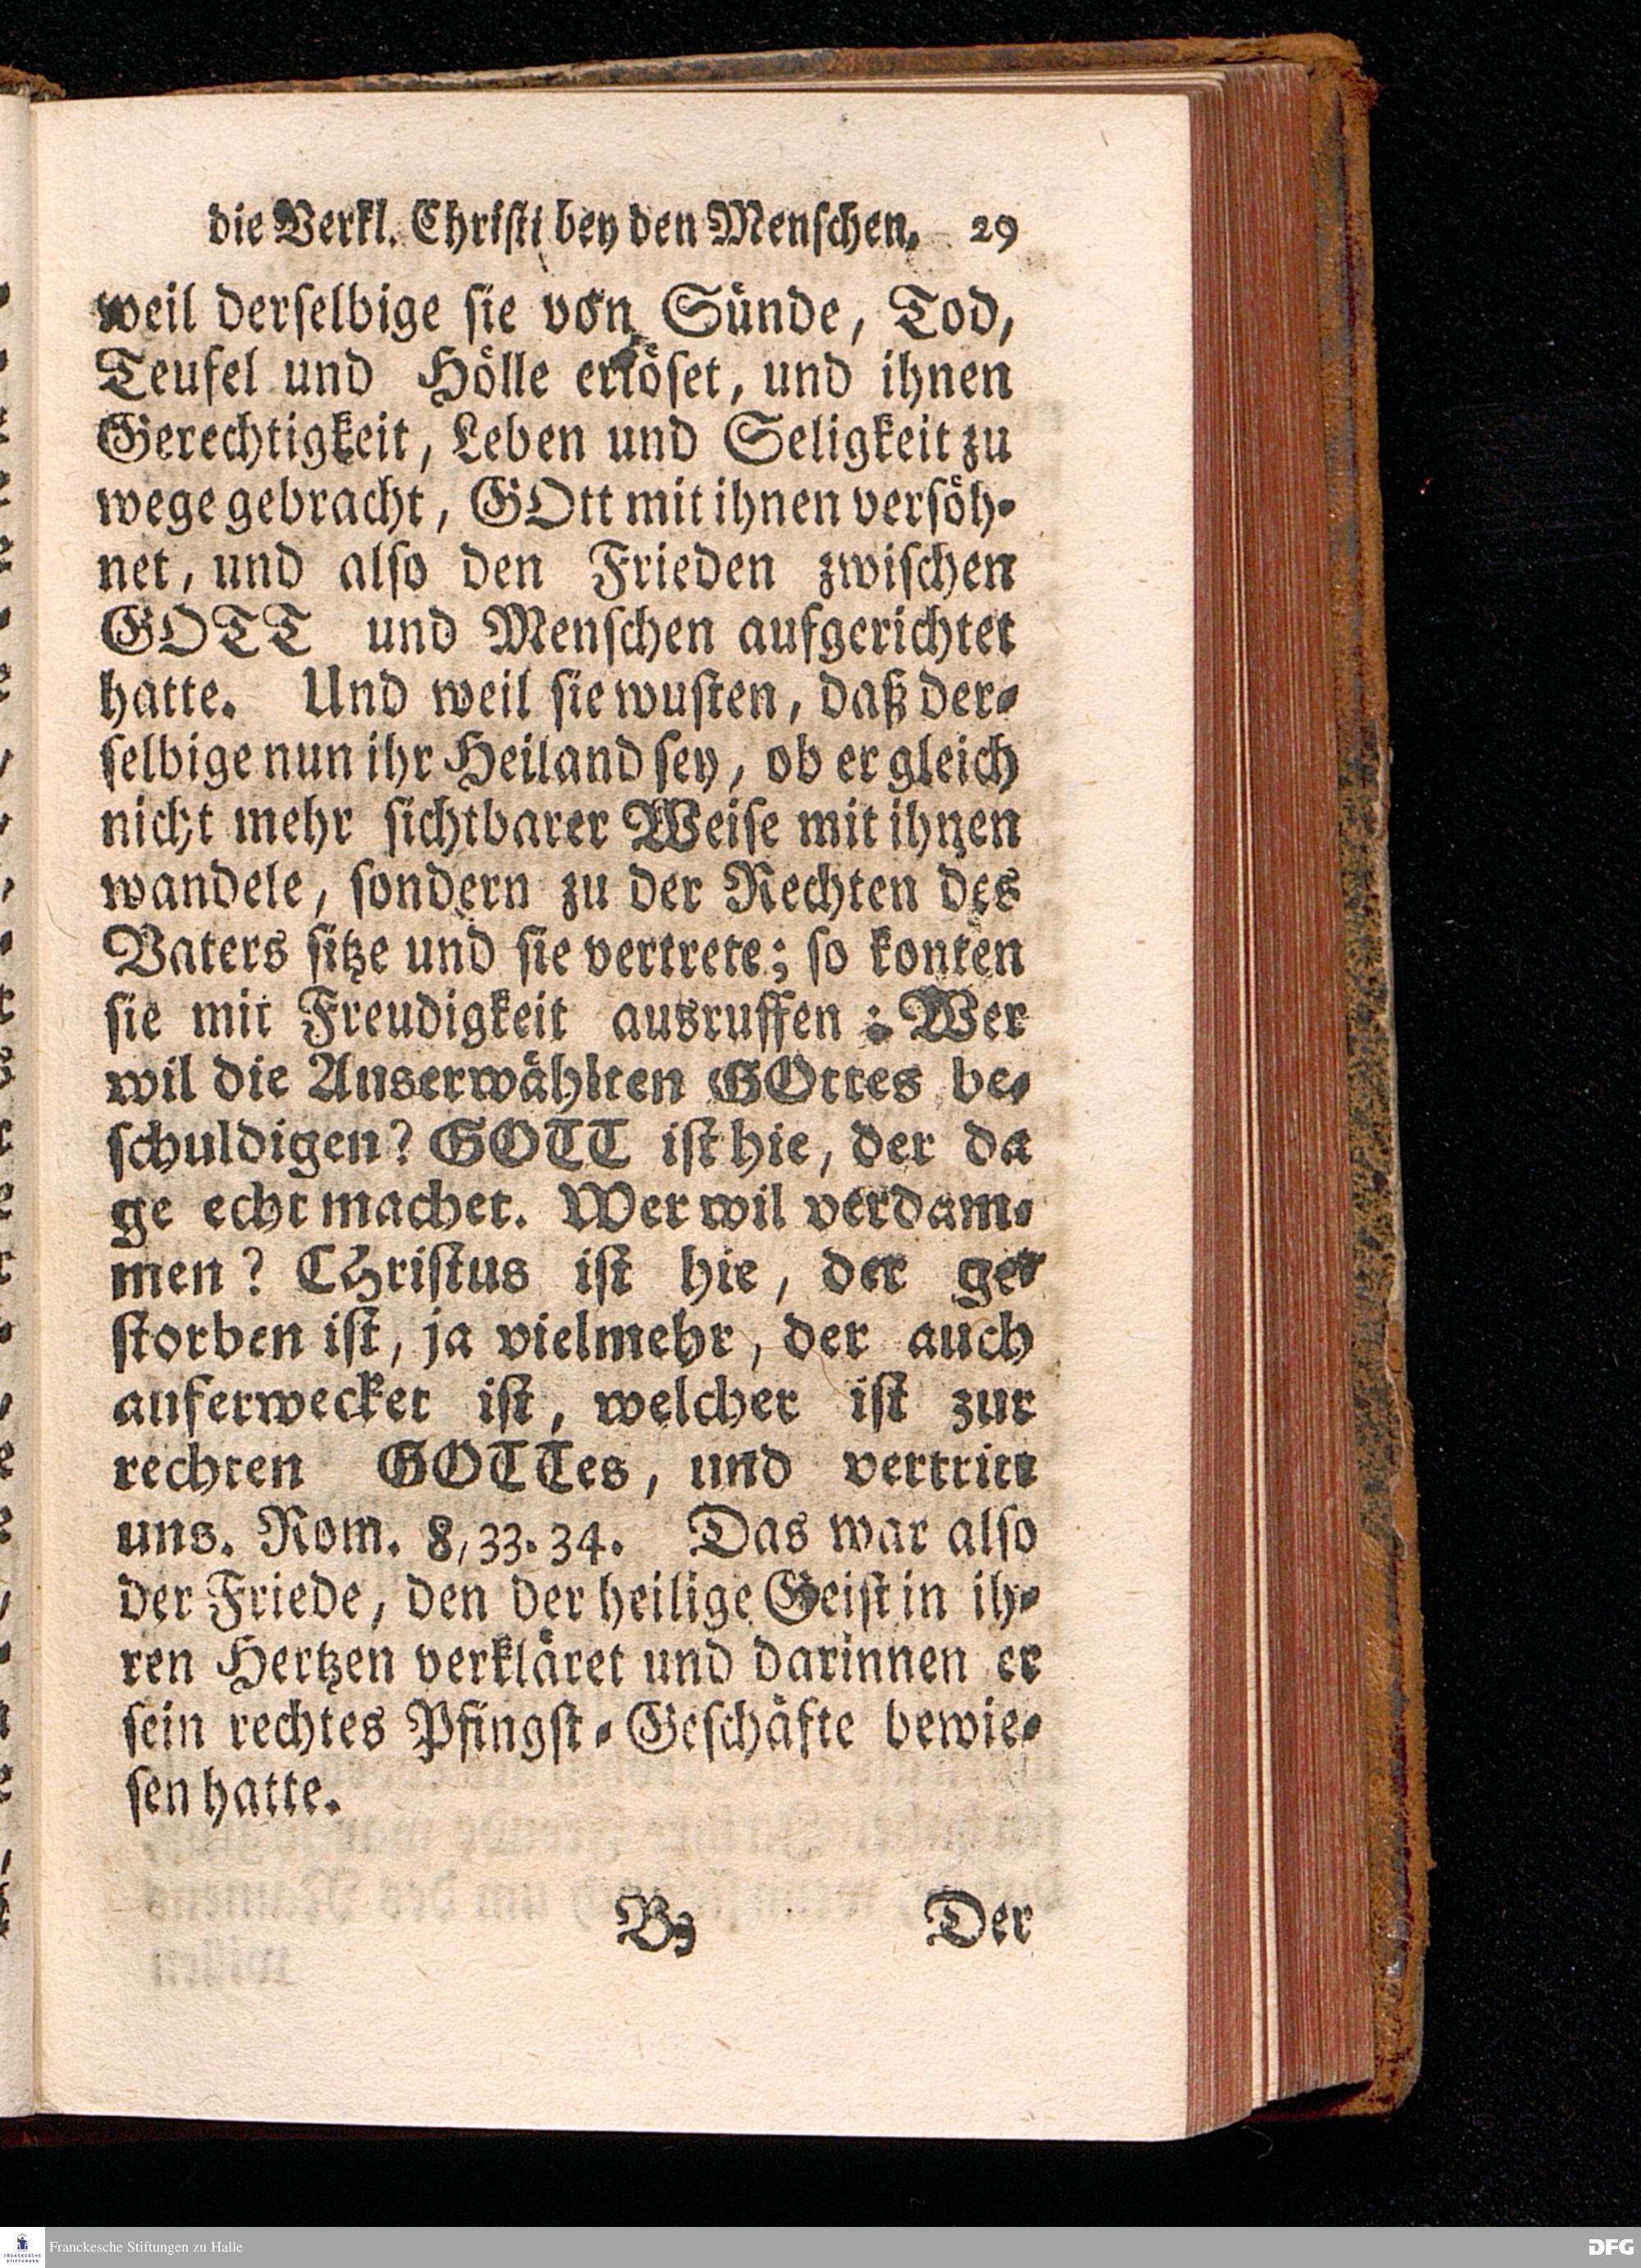 die Verkl. Christi bey den Menschen. 29
weil derselbige sie von Sünde, Tod,
Teufel und Hölle erlöset, und ihnen
Gerechtigkeit, Leben und Seligkeit zu
wege gebracht, GOtt mit ihnen versöh-
net, und also den Frieden zwischen
GOTT und Menschen aufgerichtet
hatte. Und weil sie wusten, daß der-
selbige nun ihr Heiland sey, ob er gleich
nicht mehr sichtbarer Weise mit ihnen
wandele, sondern zu der Rechten des
Vaters sitze und sie vertrete; so konten
sie mit Freudigkeit ausruffen: Wer
wil die Auserwählten GOttes be-
schuldigen? GOTT ist hie, der da
ge echt machet. Wer wil verdam-
men? CHristus ist hie, der ge-
storben ist, ja vielmehr, der auch
auferwecket ist, welcher ist zur
rechten GOTTes, und vertritt
uns. Rom. 8, 33. 34. Das war also
der Friede, den der heilige Geist in ih-
ren Hertzen verkläret und darinnen er
sein rechtes Pfingst-Geschäfte bewie-
sen hatte.
B3 Der
FRANCKESCHE STIFTUNGEN
Franckesche Stiftungen zu Halle
DFG